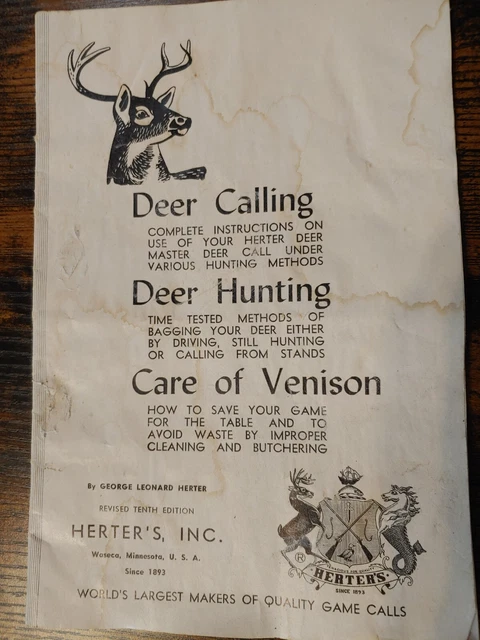 Deer Calling
COMPLETE INSTRUCTIONS ON
USE OF YOUR HERTER DEER
MASTER DEER CALL UNDER
VARIOUS HUNTING METHODS
Deer Hunting
TIME TESTED METHODS OF
BAGGING YOUR DEER EITHER
BY DRIVING, STILL HUNTING
OR CALLING FROM STANDS
Care of Venison
HOW TO SAVE YOUR GAME
FOR THE TABLE AND TO
AVOID WASTE BY IMPROPER
CLEANING AND BUTCHERING
By GEORGE LEONARD HERTER
REVISED TENTH EDITION
HERTER'S, INC.
Waseca, Minnesota, U. S. A.
Since 1893
®
HERTER'S
SINCE 1893
WORLD'S LARGEST MAKERS OF QUALITY GAME CALLS